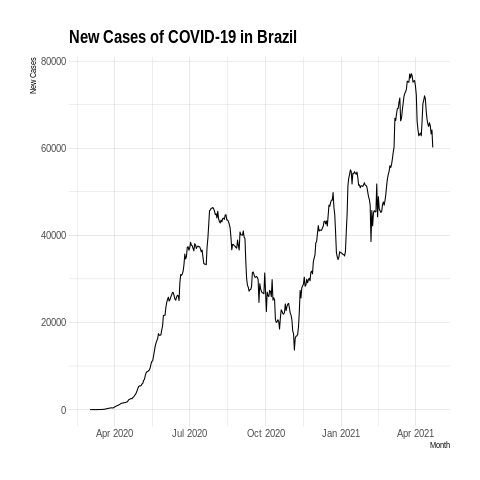 New Cases of COVID-19 in Brazil
New Cases
80000
60000
40000
20000
0
Apr 2020 Jul 2020 Oct 2020 Jan 2021 Apr 2021
Month